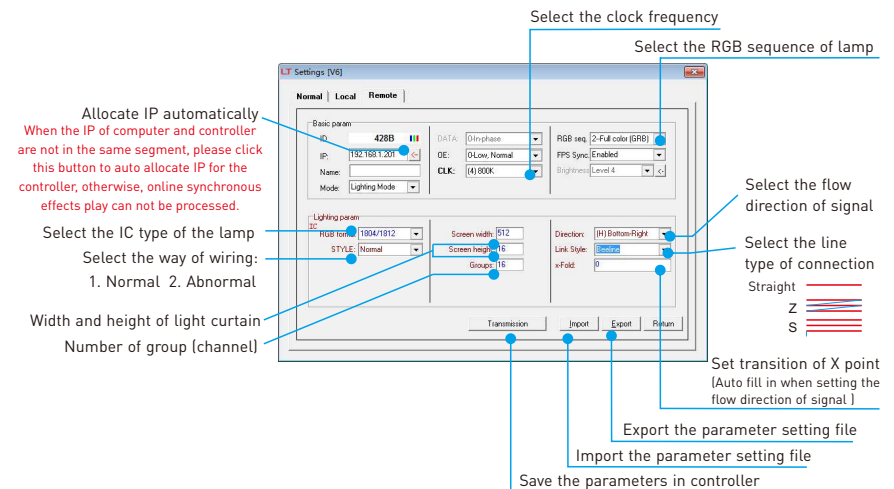 Select the clock frequency
Select the RGB sequence of lamp
LT Settings [V6]
Normal Local Remote
Allocate IP automatically
When the IP of computer and controller
are not in the same segment, please click
this button to auto allocate IP for the
controller, otherwise, online synchronous
effects play can not be processed.
Select the IC type of the lamp
Select the way of wiring:
1. Normal 2. Abnormal
Width and height of light curtain
Number of group (channel)
Basic param
ID: 428B
IP: 192.168.1.201 <-
Name:
Mode: Lighting Mode
DATA: 0-In-phase
OE: 0-Low, Normal
CLK: (4) 800K
RGB seq. 2-Full color (GRB)
FPS Sync. Enabled
Brightness Level 4 <-
Lighting param
IC
RGB format: 1804/1812
STYLE: Normal
Screen width: 512
Screen height: 16
Groups: 16
Direction: (H) Bottom-Right
Link Style: Beeline
x-Fold: 0
Transmission Import Export Return
Select the flow
direction of signal
Select the line
type of connection
Straight
Z
S
Set transition of X point
(Auto fill in when setting the
flow direction of signal )
Export the parameter setting file
Import the parameter setting file
Save the parameters in controller